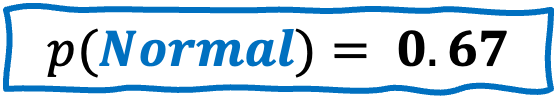 p(Normal) = 0.67